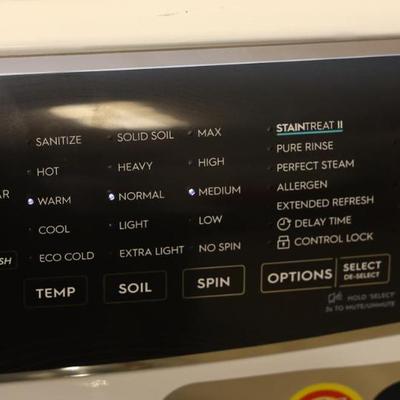 SANITIZE
HOT
WARM
COOL
ECO COLD
TEMP
SOLID SOIL
HEAVY
NORMAL
LIGHT
EXTRA LIGHT
SOIL
MAX
HIGH
MEDIUM
LOW
NO SPIN
SPIN
STAINTREAT II
PURE RINSE
PERFECT STEAM
ALLERGEN
EXTENDED REFRESH
DELAY TIME
CONTROL LOCK
OPTIONS
SELECT
DE-SELECT
HOLD 'SELECT'
3s TO MUTE/UNMUTE
AR
SH